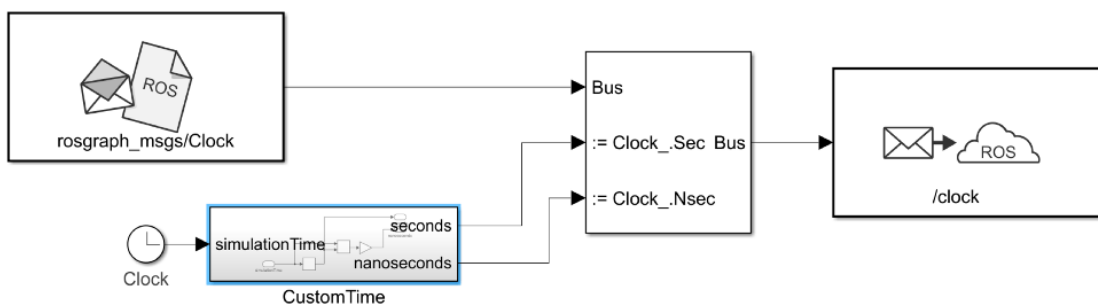 ROS
rosgraph_msgs/Clock
Bus
:= Clock_.Sec Bus
:= Clock_.Nsec
ROS
/clock
Clock
simulationTime
seconds
nanoseconds
CustomTime